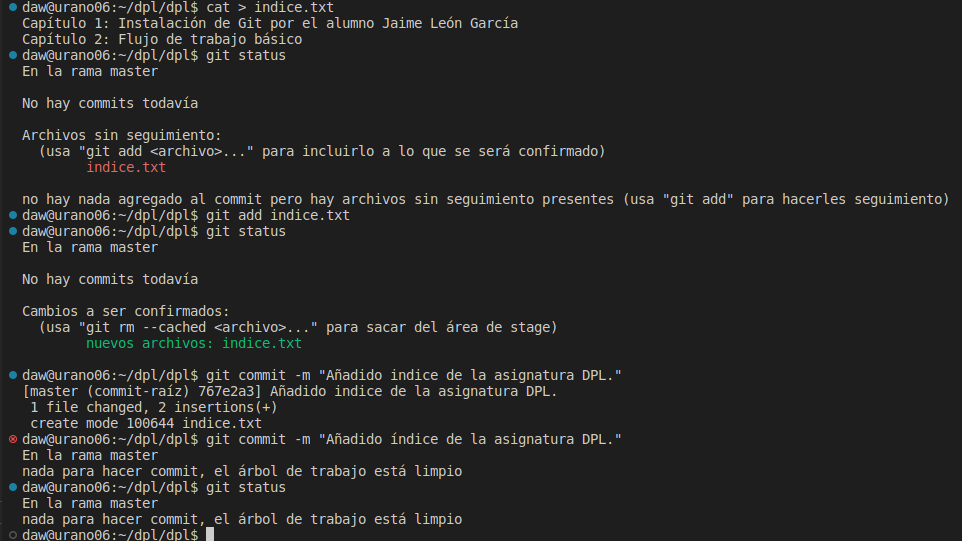 daw@urano06:~/dpl/dpl$ cat > indice.txt
Capítulo 1: Instalación de Git por el alumno Jaime León García
Capítulo 2: Flujo de trabajo básico
daw@urano06:~/dpl/dpl$ git status
En la rama master
No hay commits todavía
Archivos sin seguimiento:
(usa "git add <archivo>..." para incluirlo a lo que se será confirmado)
indice.txt
no hay nada agregado al commit pero hay archivos sin seguimiento presentes (usa "git add" para hacerles seguimiento)
daw@urano06:~/dpl/dpl$ git add indice.txt
daw@urano06:~/dpl/dpl$ git status
En la rama master
No hay commits todavía
Cambios a ser confirmados:
(usa "git rm --cached <archivo>..." para sacar del área de stage)
nuevos archivos: indice.txt
daw@urano06:~/dpl/dpl$ git commit -m "Añadido indice de la asignatura DPL."
[master (commit-raíz) 767e2a3] Añadido indice de la asignatura DPL.
1 file changed, 2 insertions(+)
create mode 100644 indice.txt
daw@urano06:~/dpl/dpl$ git commit -m "Añadido índice de la asignatura DPL."
En la rama master
nada para hacer commit, el árbol de trabajo está limpio
daw@urano06:~/dpl/dpl$ git status
En la rama master
nada para hacer commit, el árbol de trabajo está limpio
daw@urano06:~/dpl/dpl$